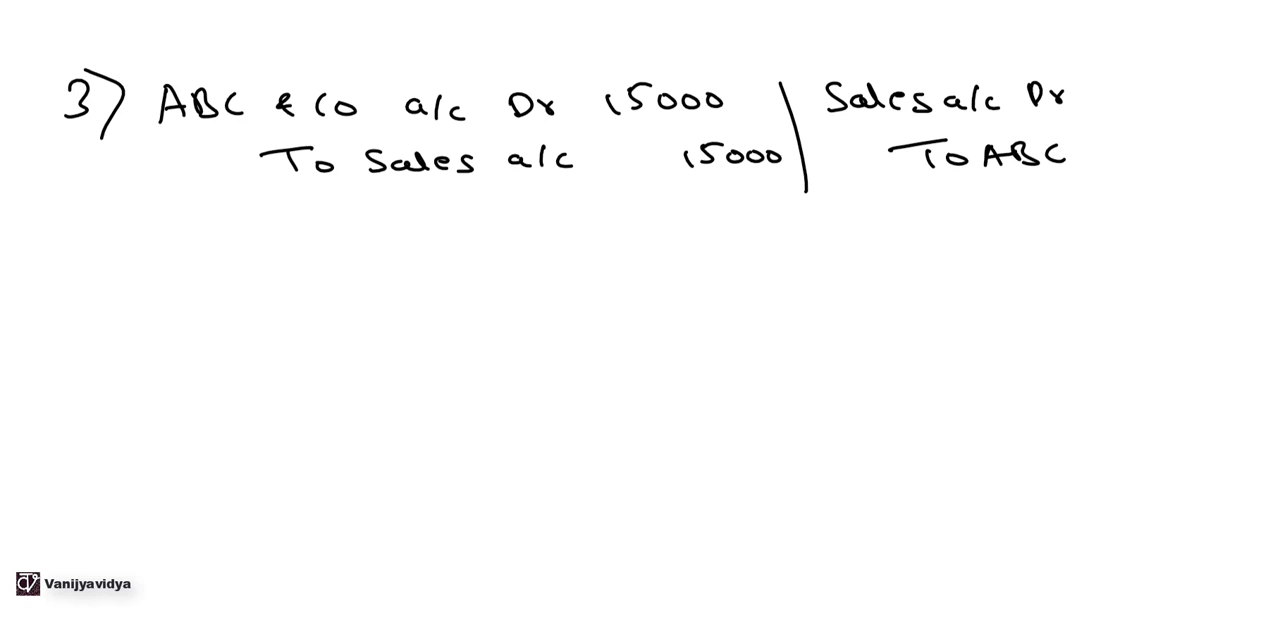 3) ABC & Co a/c Dr 15000
To Sales a/c 15000
Sales a/c Dr
To ABC
Vanijyavidya